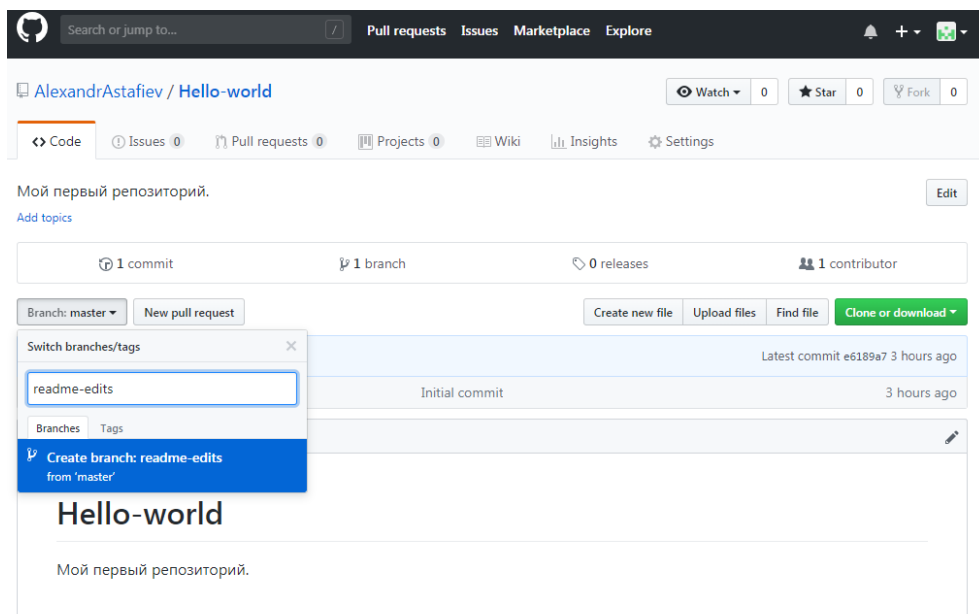 Search or jump to... / Pull requests Issues Marketplace Explore
AlexandrAstafiev / Hello-world Watch 0 Star 0 Fork 0
Code Issues 0 Pull requests 0 Projects 0 Wiki Insights Settings
Мой первый репозиторий. Edit
Add topics
1 commit 1 branch 0 releases 1 contributor
Branch: master New pull request Create new file Upload files Find file Clone or download
Switch branches/tags
Latest commit e6189a7 3 hours ago
readme-edits
Initial commit 3 hours ago
Branches Tags
Create branch: readme-edits
from 'master'
Hello-world
Мой первый репозиторий.